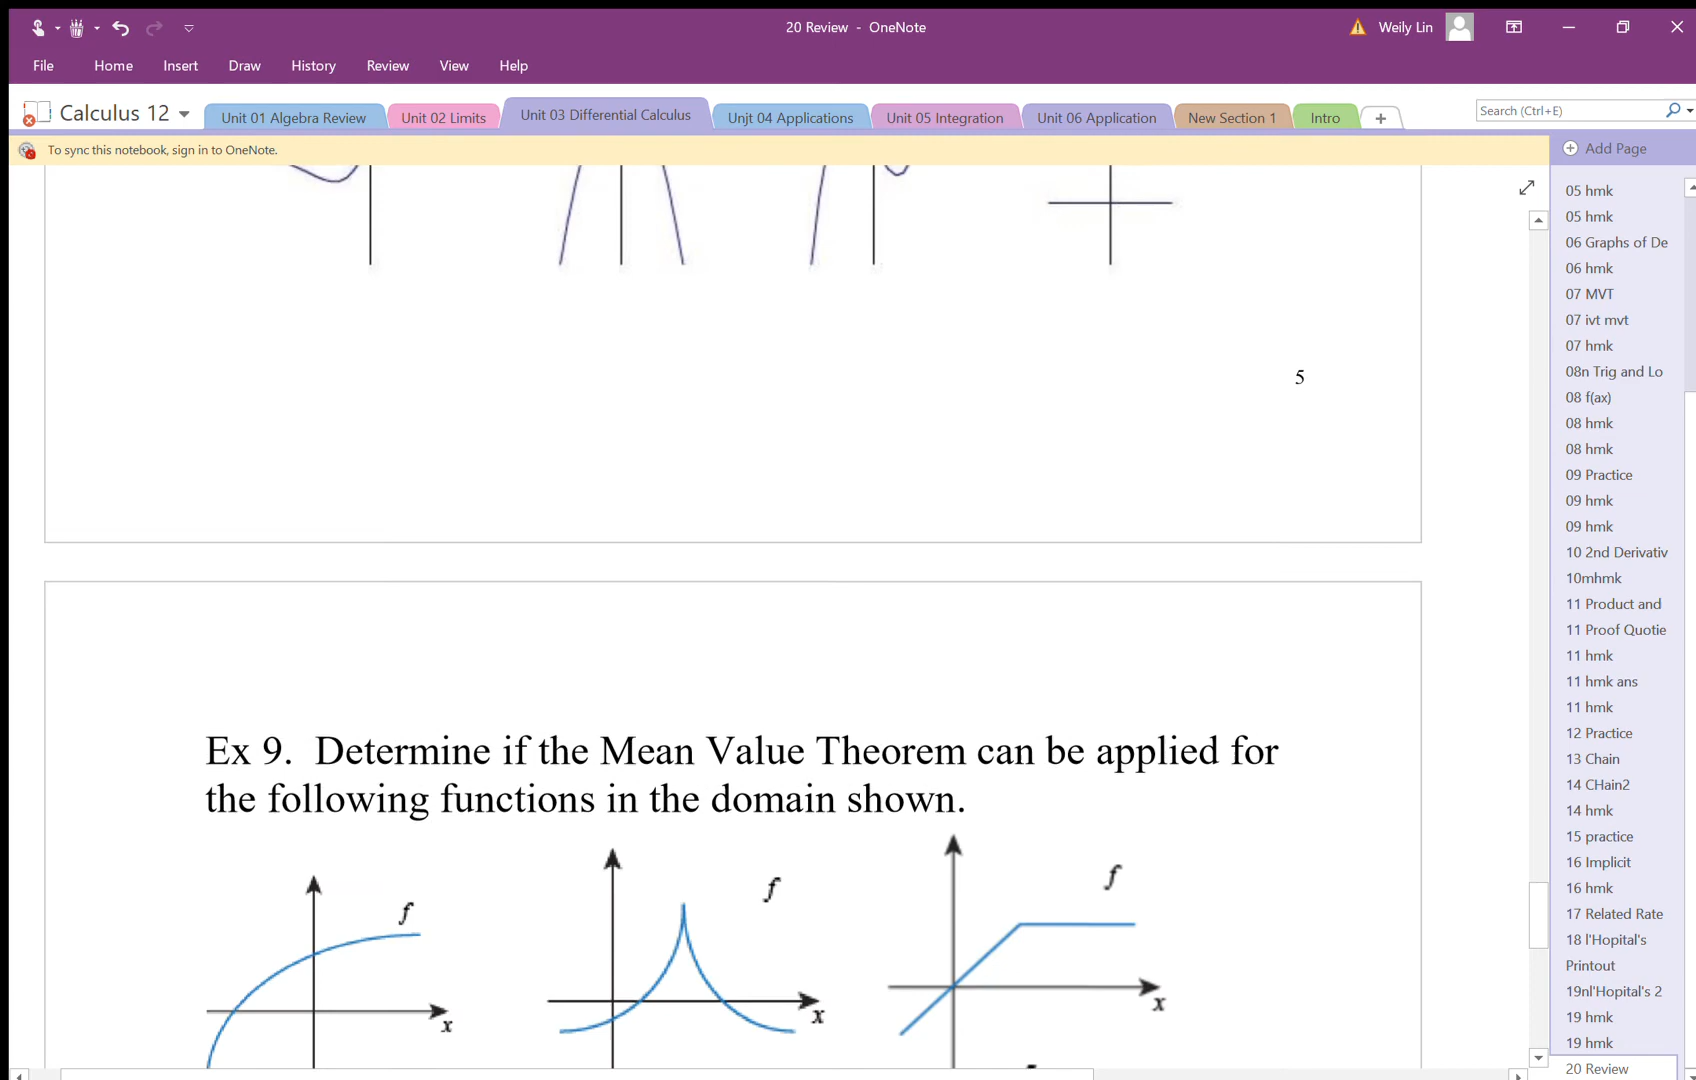 20 Review - OneNote
Weily Lin
File Home Insert Draw History Review View Help
Calculus 12
Unit 01 Algebra Review
Unit 02 Limits
Unit 03 Differential Calculus
Unjt 04 Applications
Unit 05 Integration
Unit 06 Application
New Section 1
Intro
Search (Ctrl+E)
To sync this notebook, sign in to OneNote.
Add Page
5
Ex 9. Determine if the Mean Value Theorem can be applied for
the following functions in the domain shown.
f
x
f
x
f
x
05 hmk
05 hmk
06 Graphs of De
06 hmk
07 MVT
07 ivt mvt
07 hmk
08n Trig and Lo
08 f(ax)
08 hmk
08 hmk
09 Practice
09 hmk
09 hmk
10 2nd Derivativ
10mhmk
11 Product and
11 Proof Quotie
11 hmk
11 hmk ans
11 hmk
12 Practice
13 Chain
14 CHain2
14 hmk
15 practice
16 Implicit
16 hmk
17 Related Rate
18 l'Hopital's
Printout
19nl'Hopital's 2
19 hmk
19 hmk
20 Review